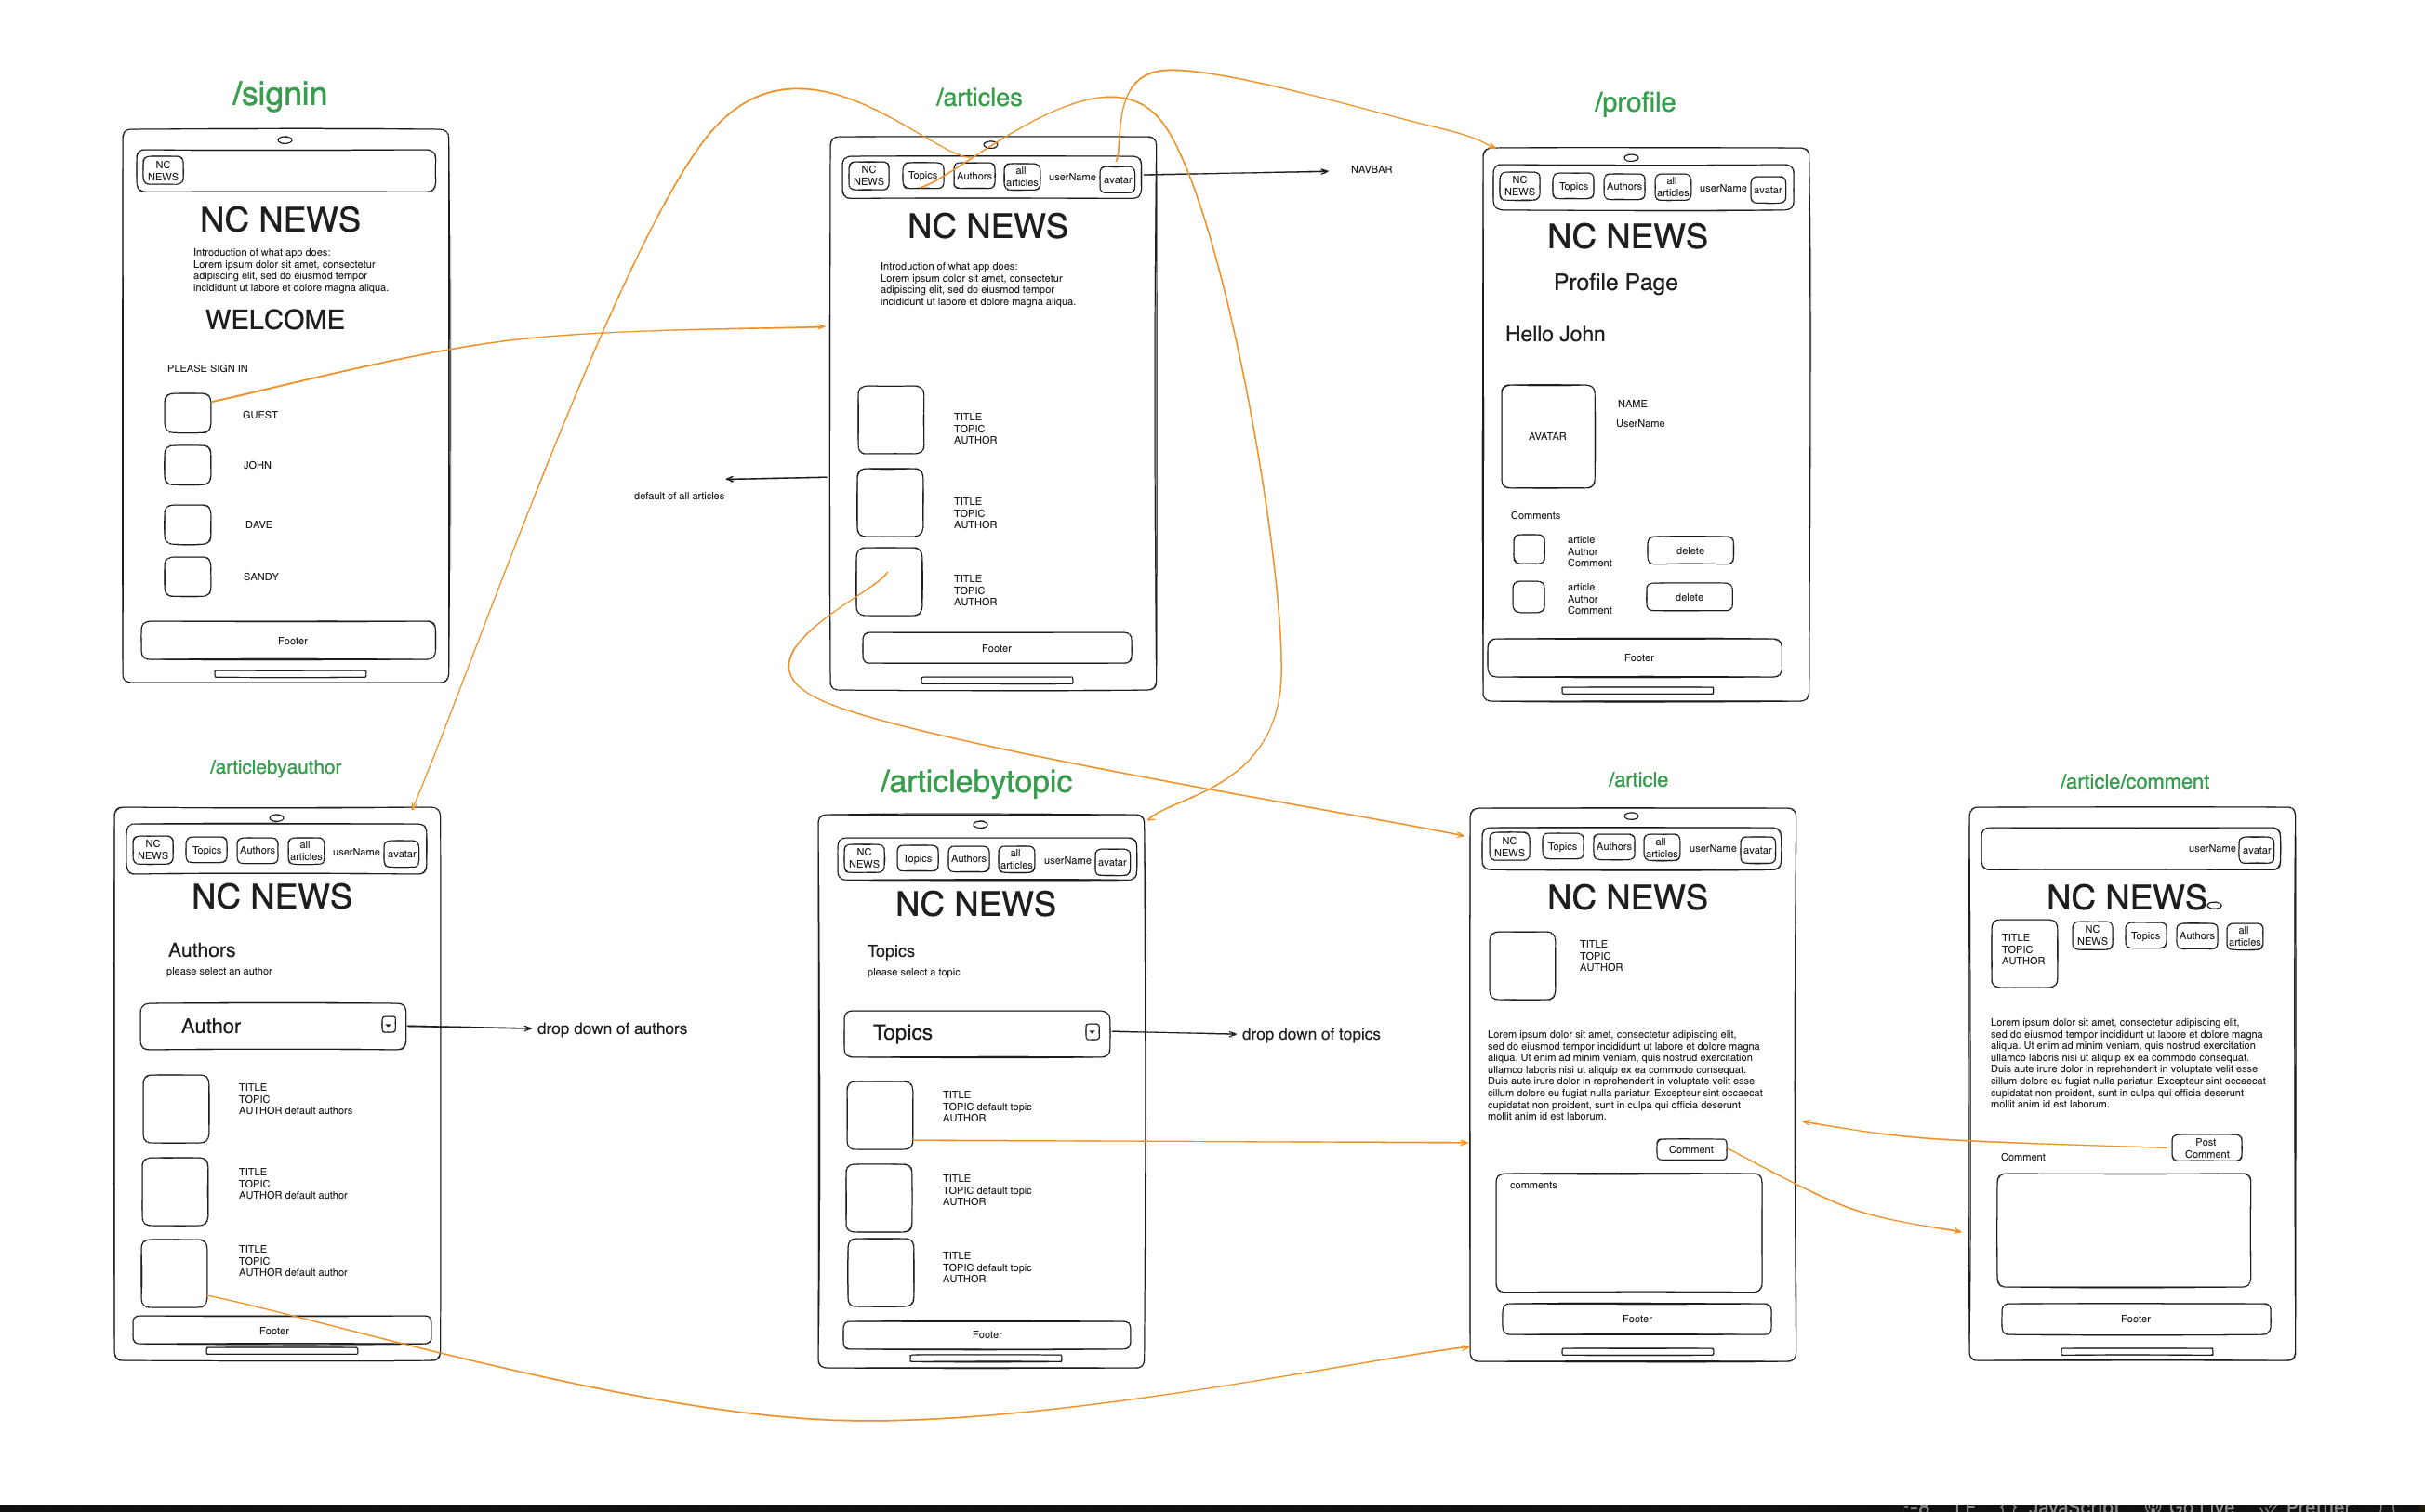 /signin
NC
NEWS
NC NEWS
Introduction of what app does:
Lorem ipsum dolor sit amet, consectetur
adipiscing elit, sed do eiusmod tempor
incididunt ut labore et dolore magna aliqua.
WELCOME
PLEASE SIGN IN
GUEST
JOHN
DAVE
SANDY
Footer
/articles
NC
NEWS
Topics
Authors
all
articles
userName
avatar
NAVBAR
NC NEWS
Introduction of what app does:
Lorem ipsum dolor sit amet, consectetur
adipiscing elit, sed do eiusmod tempor
incididunt ut labore et dolore magna aliqua.
TITLE
TOPIC
AUTHOR
default of all articles
TITLE
TOPIC
AUTHOR
TITLE
TOPIC
AUTHOR
Footer
/profile
NC
NEWS
Topics
Authors
all
articles
userName
avatar
NC NEWS
Profile Page
Hello John
AVATAR
NAME
UserName
Comments
article
Author
Comment
delete
article
Author
Comment
delete
Footer
/articlebyauthor
NC
NEWS
Topics
Authors
all
articles
userName
avatar
NC NEWS
Authors
please select an author
Author
drop down of authors
TITLE
TOPIC
AUTHOR default authors
TITLE
TOPIC
AUTHOR default author
TITLE
TOPIC
AUTHOR default author
Footer
/articlebytopic
NC
NEWS
Topics
Authors
all
articles
userName
avatar
NC NEWS
Topics
please select a topic
Topics
drop down of topics
TITLE
TOPIC default topic
AUTHOR
TITLE
TOPIC default topic
AUTHOR
TITLE
TOPIC default topic
AUTHOR
Footer
/article
NC
NEWS
Topics
Authors
all
articles
userName
avatar
NC NEWS
TITLE
TOPIC
AUTHOR
Lorem ipsum dolor sit amet, consectetur adipiscing elit,
sed do eiusmod tempor incididunt ut labore et dolore magna
aliqua. Ut enim ad minim veniam, quis nostrud exercitation
ullamco laboris nisi ut aliquip ex ea commodo consequat.
Duis aute irure dolor in reprehenderit in voluptate velit esse
cillum dolore eu fugiat nulla pariatur. Excepteur sint occaecat
cupidatat non proident, sunt in culpa qui officia deserunt
mollit anim id est laborum.
Comment
comments
Footer
/article/comment
userName
avatar
NC NEWS
TITLE
TOPIC
AUTHOR
NC
NEWS
Topics
Authors
all
articles
Lorem ipsum dolor sit amet, consectetur adipiscing elit,
sed do eiusmod tempor incididunt ut labore et dolore magna
aliqua. Ut enim ad minim veniam, quis nostrud exercitation
ullamco laboris nisi ut aliquip ex ea commodo consequat.
Duis aute irure dolor in reprehenderit in voluptate velit esse
cillum dolore eu fugiat nulla pariatur. Excepteur sint occaecat
cupidatat non proident, sunt in culpa qui officia deserunt
mollit anim id est laborum.
Post
Comment
Comment
Footer